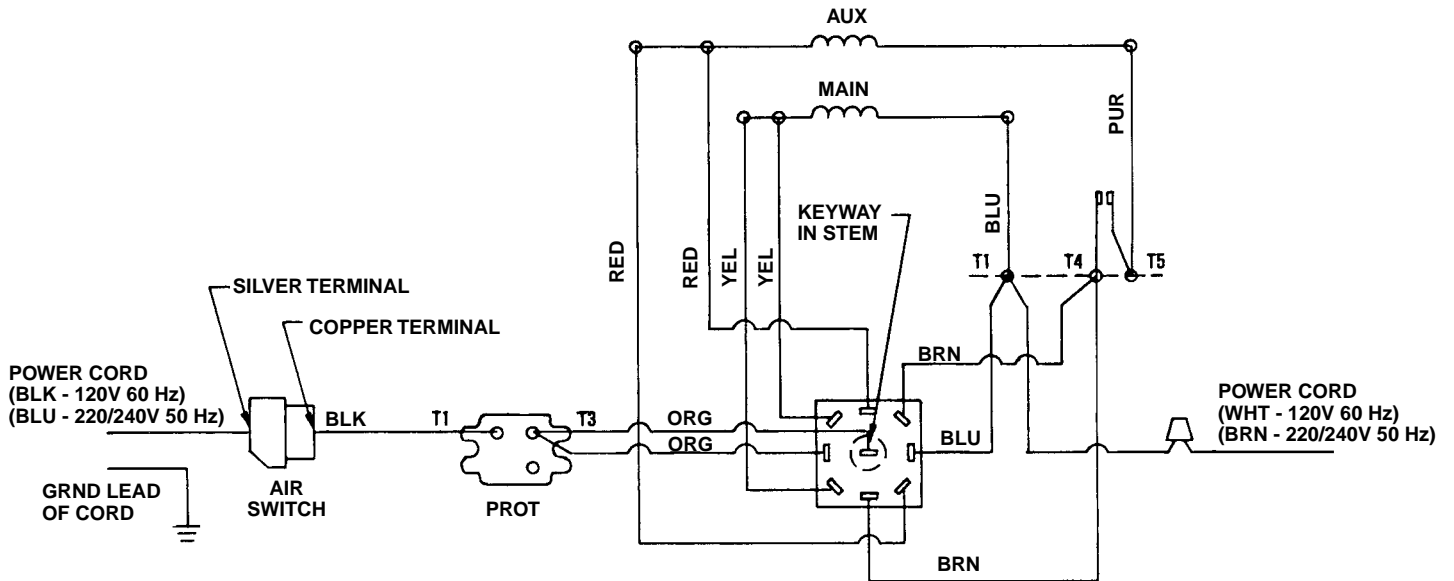 AUX
MAIN
PUR
BLU
KEYWAY
IN STEM
RED
RED
YEL
YEL
T1
T4
T5
SILVER TERMINAL
COPPER TERMINAL
BRN
POWER CORD
(BLK - 120V 60 Hz)
(BLU - 220/240V 50 Hz)
BLK
T1
T3
ORG
ORG
BLU
POWER CORD
(WHT - 120V 60 Hz)
(BRN - 220/240V 50 Hz)
GRND LEAD
OF CORD
AIR
SWITCH
PROT
BRN